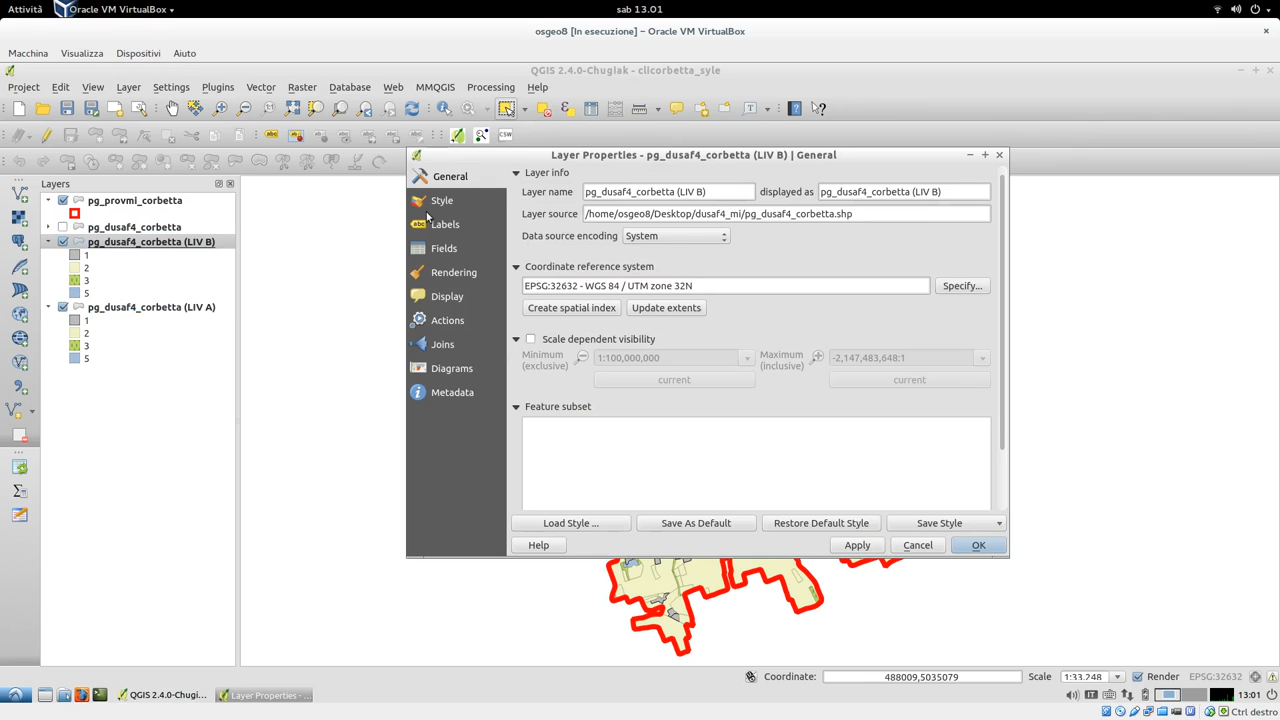 Attività Oracle VM VirtualBox sab 13.01
osgeo8 [In esecuzione] – Oracle VM VirtualBox
Macchina Visualizza Dispositivi Aiuto
QGIS 2.4.0-Chugiak - clicorbetta_syle
Project Edit View Layer Settings Plugins Vector Raster Database Web MMQGIS Processing Help
CSW
Layers
pg_provmi_corbetta
pg_dusaf4_corbetta
pg_dusaf4_corbetta (LIV B)
1
2
3
5
pg_dusaf4_corbetta (LIV A)
1
2
3
5
Layer Properties - pg_dusaf4_corbetta (LIV B) | General
General
Style
Labels
Fields
Rendering
Display
Actions
Joins
Diagrams
Metadata
Layer info
Layer name pg_dusaf4_corbetta (LIV B) displayed as pg_dusaf4_corbetta (LIV B)
Layer source /home/osgeo8/Desktop/dusaf4_mi/pg_dusaf4_corbetta.shp
Data source encoding System
Coordinate reference system
EPSG:32632 - WGS 84 / UTM zone 32N Specify...
Create spatial index Update extents
Scale dependent visibility
Minimum (exclusive) 1:100,000,000 Maximum (inclusive) -2,147,483,648:1
current current
Feature subset
Load Style ... Save As Default Restore Default Style Save Style
Help Apply Cancel OK
Coordinate: 488009,5035079 Scale 1:33.248 Render EPSG:32632
QGIS 2.4.0-Chugi... Layer Properties - ... IT 13:01
Ctrl destro